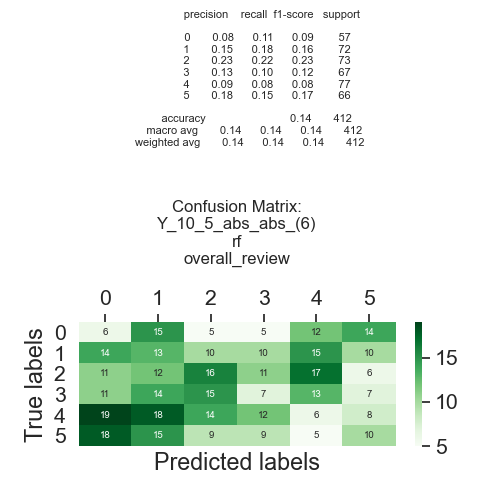 precision recall f1-score support
0 0.08 0.11 0.09 57
1 0.15 0.18 0.16 72
2 0.23 0.22 0.23 73
3 0.13 0.10 0.12 67
4 0.09 0.08 0.08 77
5 0.18 0.15 0.17 66
accuracy 0.14 412
macro avg 0.14 0.14 0.14 412
weighted avg 0.14 0.14 0.14 412
Confusion Matrix:
Y_10_5_abs_abs_(6)
rf
overall_review
0 1 2 3 4 5
0 6 15 5 5 12 14
1 14 13 10 10 15 10
2 11 12 16 11 17 6
3 11 14 15 7 13 7
4 19 18 14 12 6 8
5 18 15 9 9 5 10
True labels
Predicted labels
15
10
5